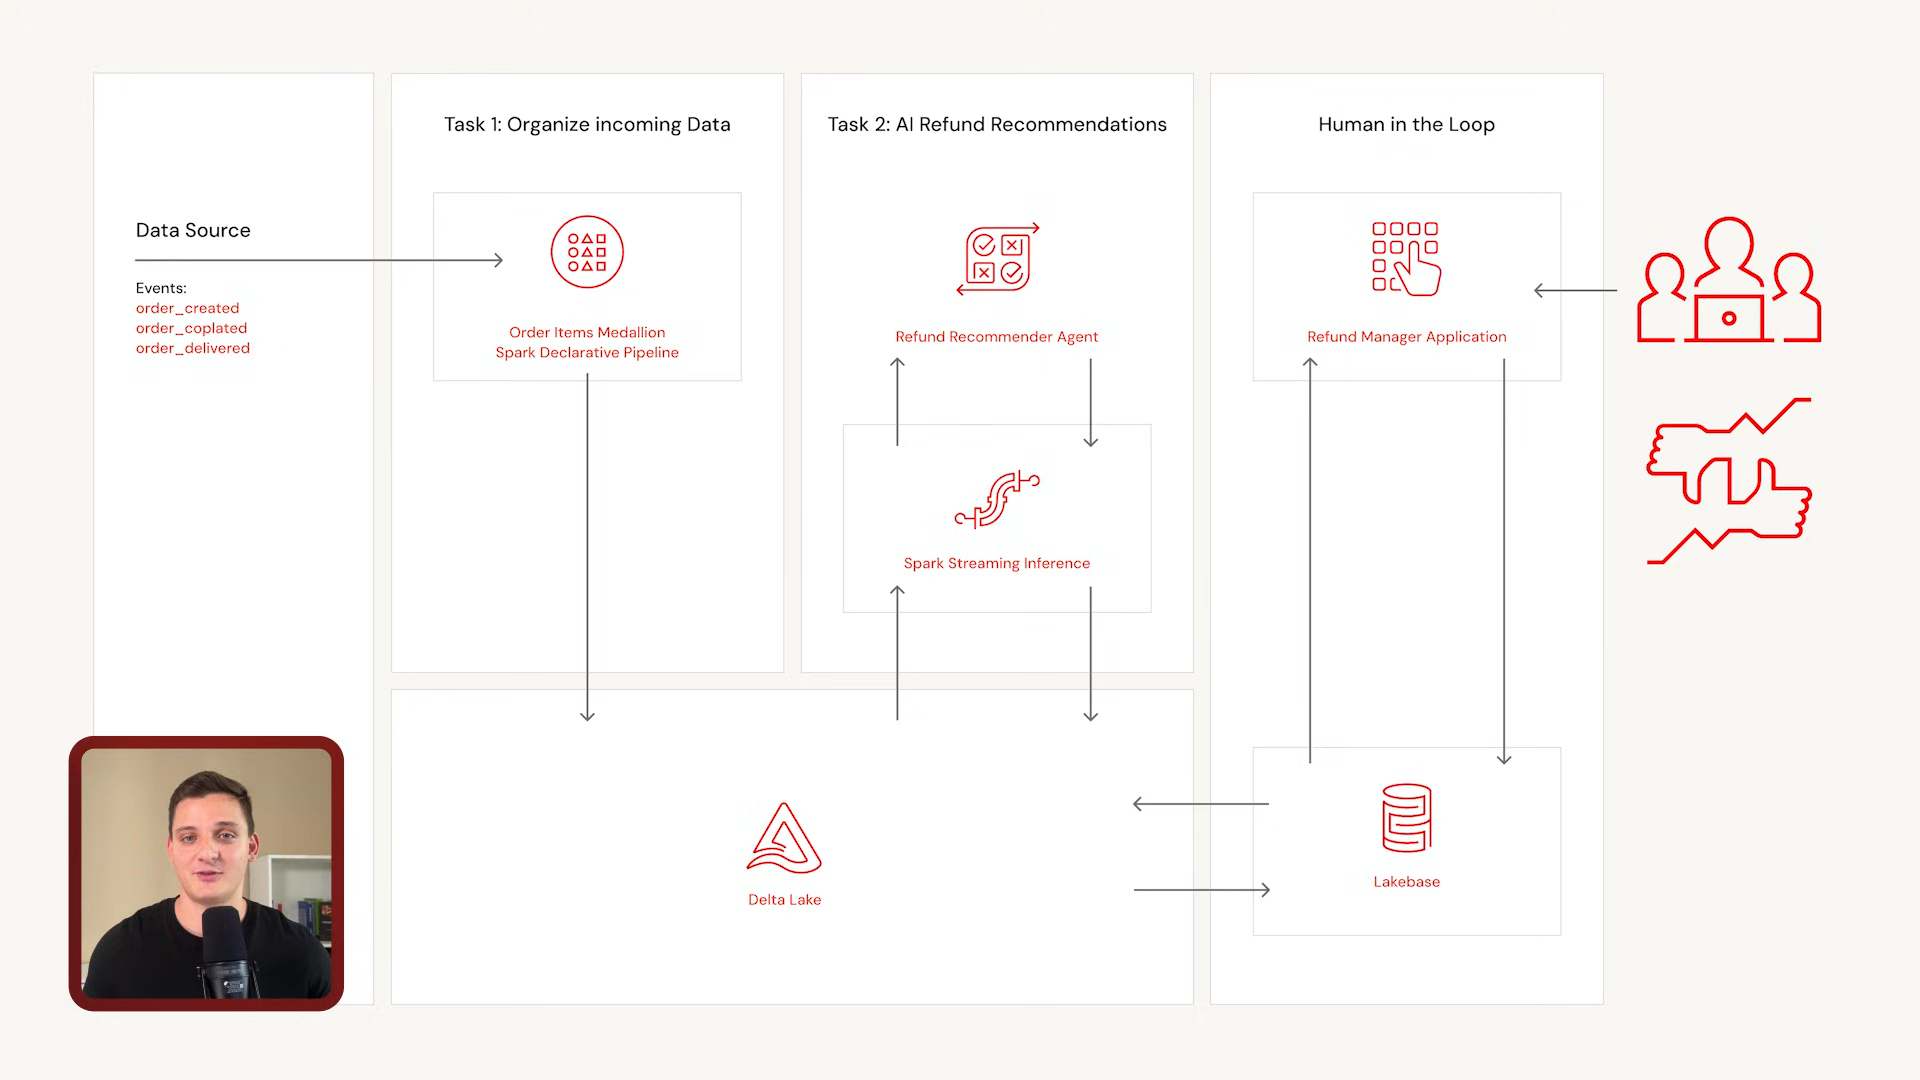 Data Source
Events:
order_created
order_coplated
order_delivered
Task 1: Organize incoming Data
Order Items Medallion
Spark Declarative Pipeline
Task 2: AI Refund Recommendations
Refund Recommender Agent
Spark Streaming Inference
Human in the Loop
Refund Manager Application
Delta Lake
Lakebase